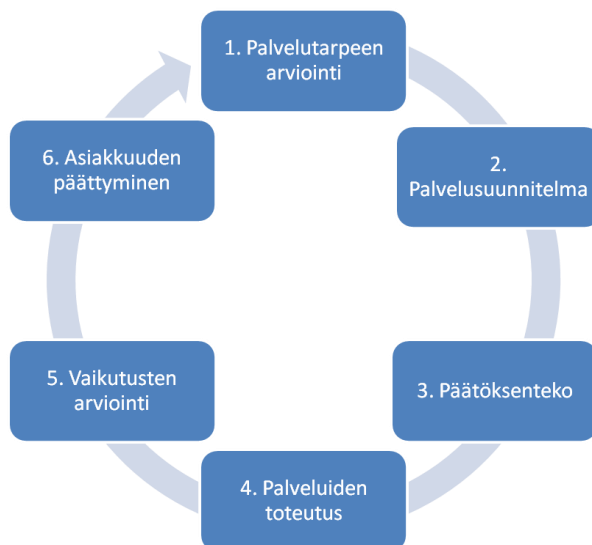 1. Palvelutarpeen
arviointi
2.
Palvelusuunnitelma
3. Päätöksenteko
4. Palveluiden
toteutus
5. Vaikutusten
arviointi
6. Asiakkuuden
päättyminen